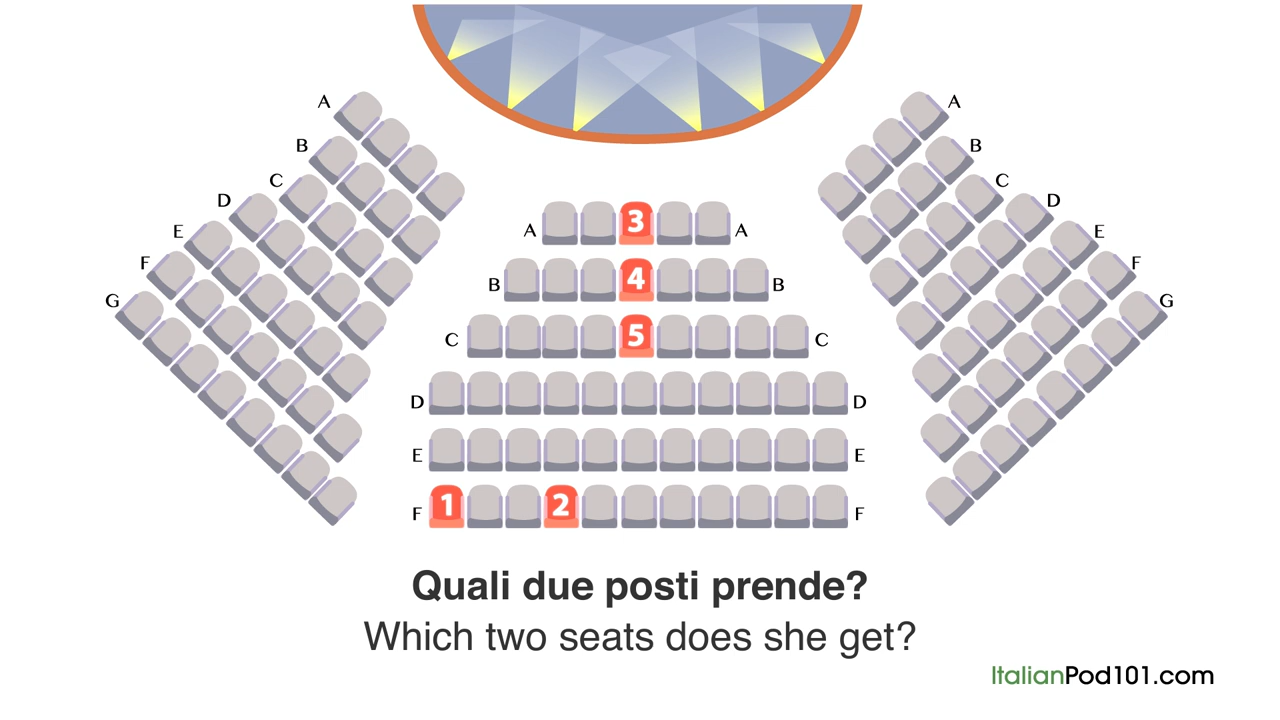 A A
B B
C C
D D
E E
F F
G G
A 3 A
B 4 B
C 5 C
D D
E E
F 1 2 F
Quali due posti prende?
Which two seats does she get?
ItalianPod101.com